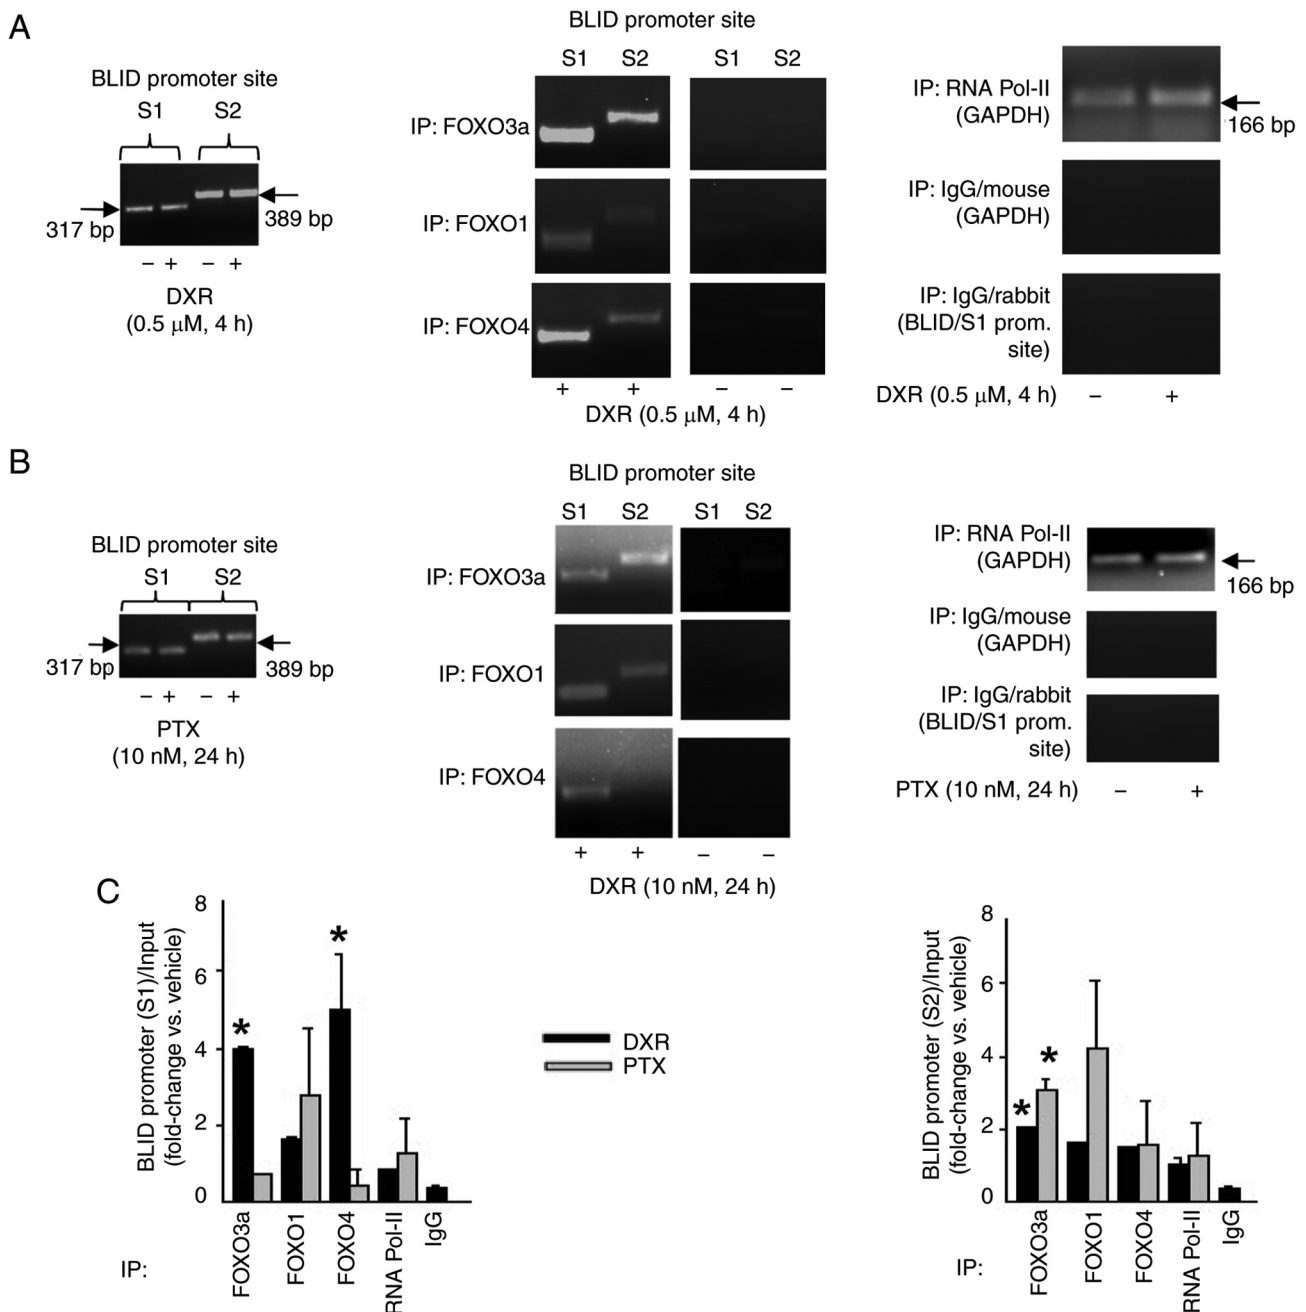 A
BLID promoter site
S1 S2
317 bp
389 bp
– + – +
DXR
(0.5 µM, 4 h)
BLID promoter site
S1 S2 S1 S2
IP: FOXO3a
IP: FOXO1
IP: FOXO4
+ + – –
DXR (0.5 µM, 4 h)
IP: RNA Pol-II
(GAPDH)
166 bp
IP: IgG/mouse
(GAPDH)
IP: IgG/rabbit
(BLID/S1 prom.
site)
DXR (0.5 µM, 4 h) – +
B
BLID promoter site
S1 S2
317 bp
389 bp
– + – +
PTX
(10 nM, 24 h)
BLID promoter site
S1 S2 S1 S2
IP: FOXO3a
IP: FOXO1
IP: FOXO4
+ + – –
DXR (10 nM, 24 h)
IP: RNA Pol-II
(GAPDH)
166 bp
IP: IgG/mouse
(GAPDH)
IP: IgG/rabbit
(BLID/S1 prom.
site)
PTX (10 nM, 24 h) – +
C
BLID promoter (S1)/Input
(fold-change vs. vehicle)
8
6
4
2
0
*
*
IP:
FOXO3a
FOXO1
FOXO4
RNA Pol-II
IgG
DXR
PTX
BLID promoter (S2)/Input
(fold-change vs. vehicle)
8
6
4
2
0
*
*
IP:
FOXO3a
FOXO1
FOXO4
RNA Pol-II
IgG